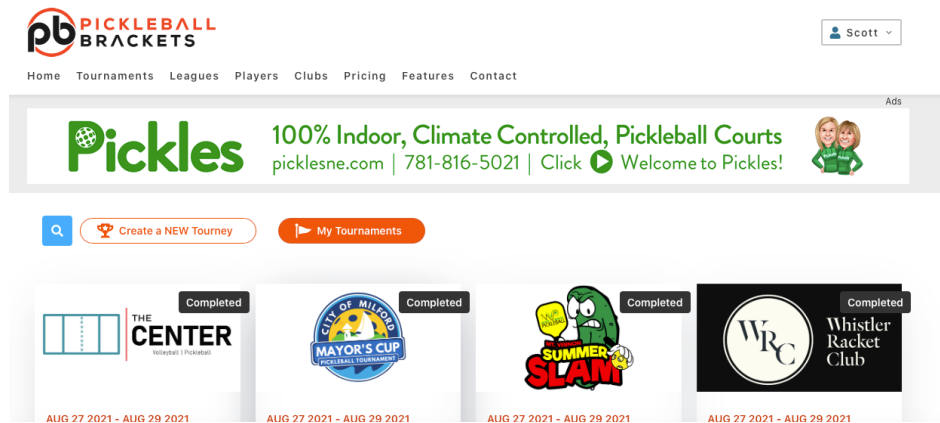 pb PICKLEBALL
BRACKETS
Scott
Home Tournaments Leagues Players Clubs Pricing Features Contact
Ads
Pickles
100% Indoor, Climate Controlled, Pickleball Courts
picklesne.com | 781-816-5021 | Click Welcome to Pickles!
Create a NEW Tourney
My Tournaments
Completed
THE
CENTER
Volleyball | Pickleball
AUG 27 2021 - AUG 29 2021
Completed
CITY OF MILFORD
MAYOR'S CUP
PICKLEBALL TOURNAMENT
AUG 27 2021 - AUG 29 2021
Completed
PICKLEBALL
MT. VERNON
SUMMER
SLAM
AUG 27 2021 - AUG 29 2021
Completed
WRC
Whistler
Racket
Club
AUG 27 2021 - AUG 29 2021